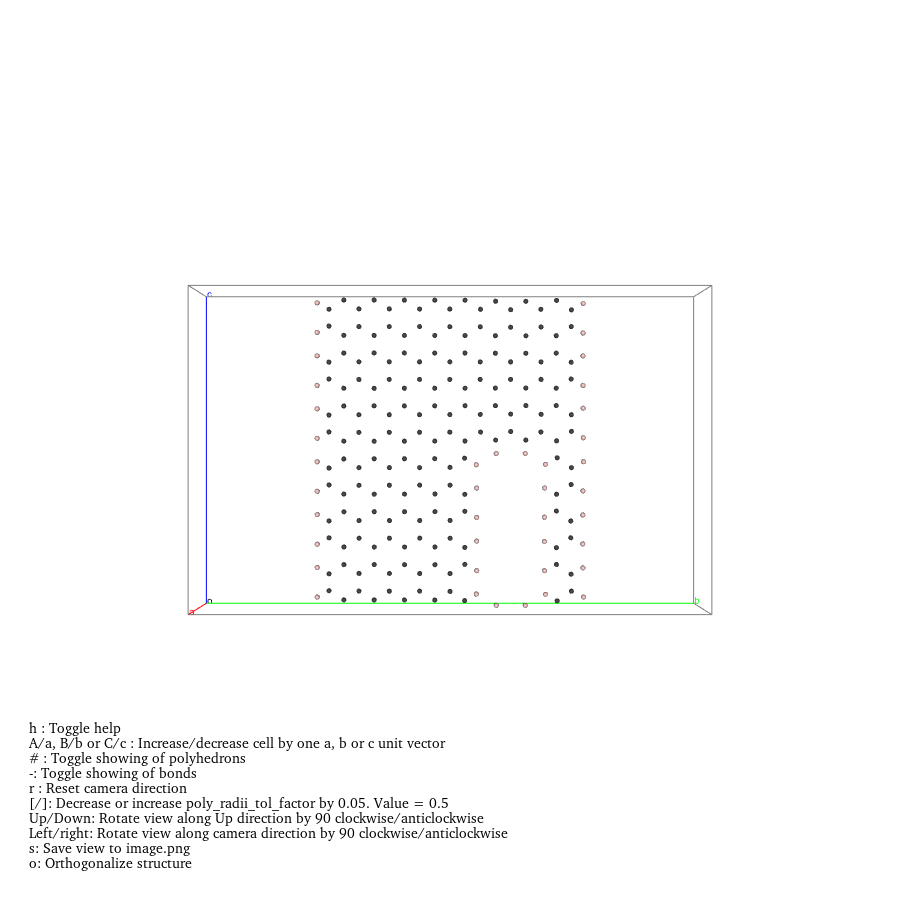 c
o
b
a
h : Toggle help
A/a, B/b or C/c : Increase/decrease cell by one a, b or c unit vector
# : Toggle showing of polyhedrons
-: Toggle showing of bonds
r : Reset camera direction
[/]: Decrease or increase poly_radii_tol_factor by 0.05. Value = 0.5
Up/Down: Rotate view along Up direction by 90 clockwise/anticlockwise
Left/right: Rotate view along camera direction by 90 clockwise/anticlockwise
s: Save view to image.png
o: Orthogonalize structure